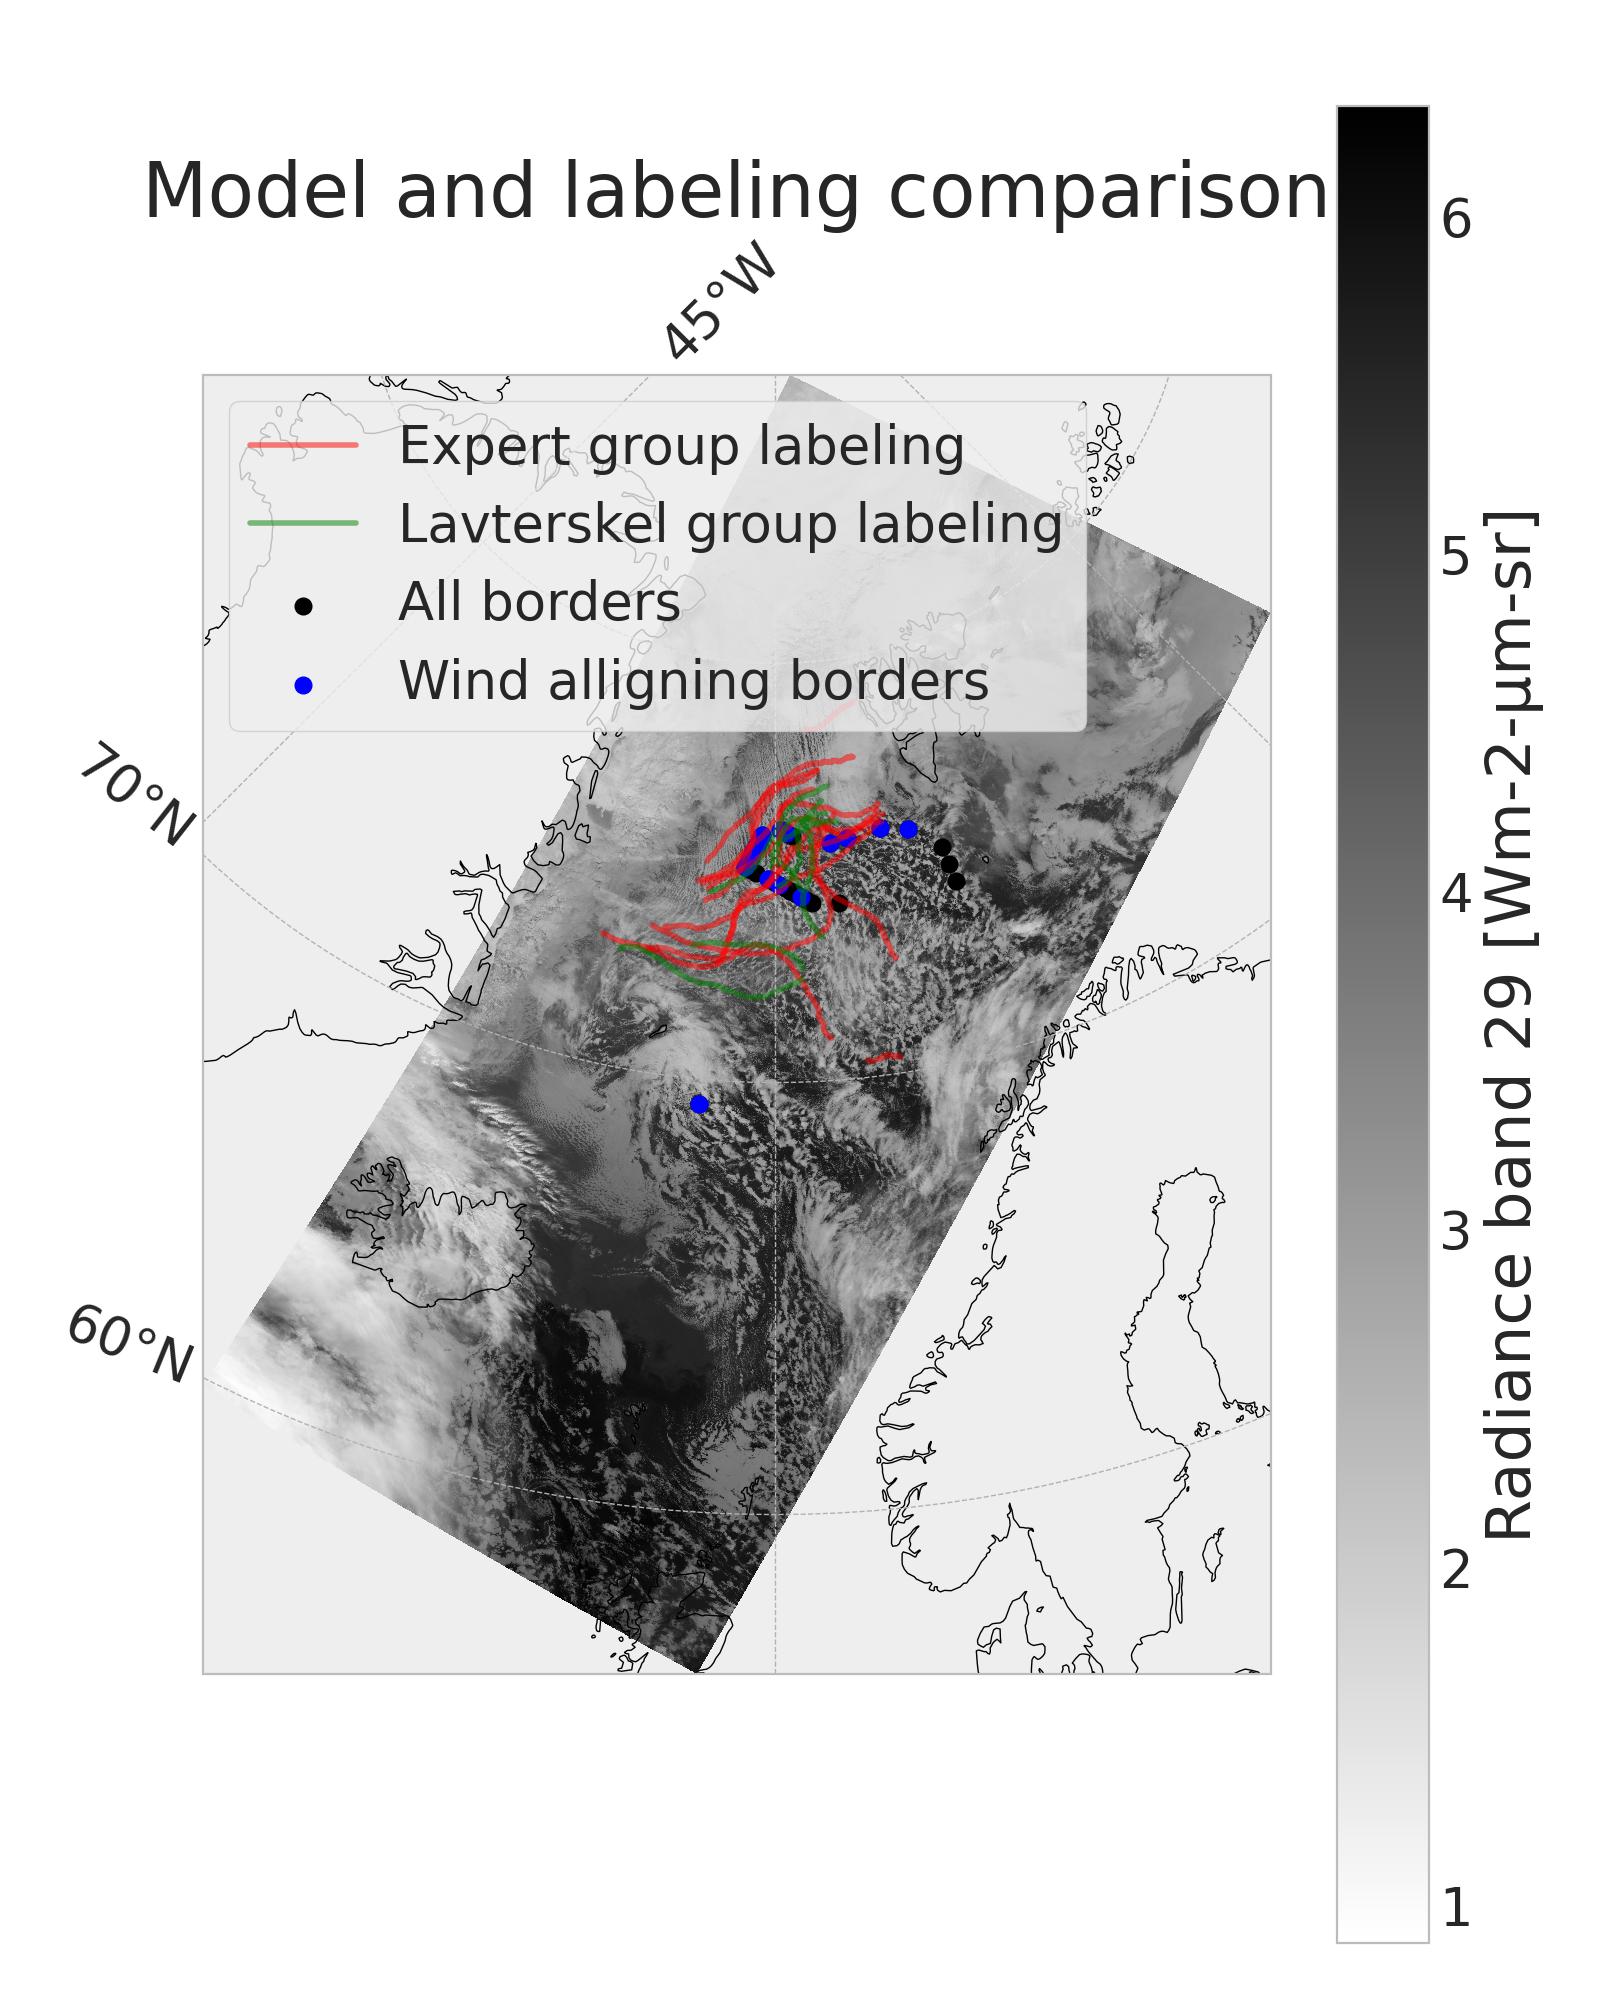 Model and labeling comparison
45°W
Expert group labeling
Lavterskel group labeling
All borders
Wind alligning borders
70°N
60°N
6
5
4
3
2
1
Radiance band 29 [Wm-2-µm-sr]